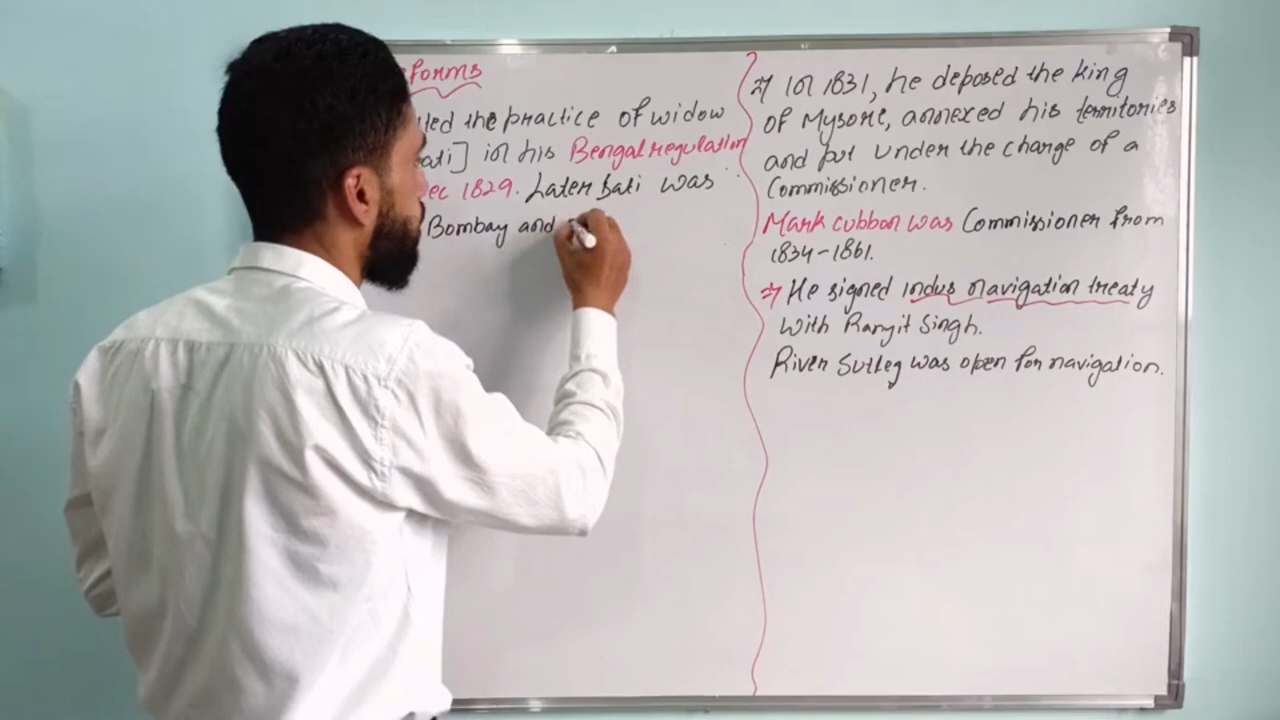 forms
the practice of widow
ati] in his Bengal regulation
ec 1829. Later Sati was
Bombay and
⇒ In 1831, he deposed the king
of Mysore, annexed his territories
and put under the charge of a
Commissioner.
Mark cubbon was Commissioner from
1834-1861.
⇒ He signed indus navigation treaty
with Ranjit Singh.
River Sutleg was open for navigation.